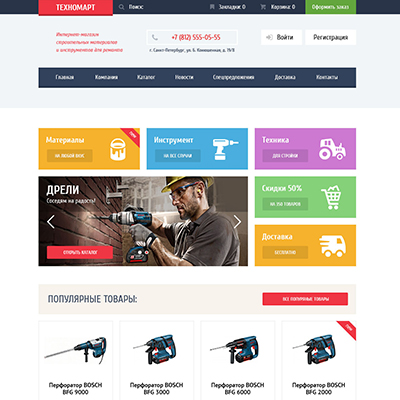 ТЕХНОМАРТ
Поиск:
Закладки: 0
Корзина: 0
Оформить заказ
Интернет-магазин
строительных материалов
и инструментов для ремонта
+7 (812) 555-05-55
г. Санкт-Петербург, ул. Б. Конюшенная, д. 19/8
Войти
Регистрация
Главная
Компания
Каталог
Новости
Спецпредложения
Доставка
Контакты
Материалы
НА ЛЮБОЙ ВКУС
NEW
Инструмент
НА ВСЕ СЛУЧАИ
Техника
ДЛЯ СТРОЙКИ
ДРЕЛИ
Соседям на радость!
ОТКРЫТЬ КАТАЛОГ
Скидки 50%
НА 350 ТОВАРОВ
Доставка
БЕСПЛАТНО
ПОПУЛЯРНЫЕ ТОВАРЫ:
ВСЕ ПОПУЛЯРНЫЕ ТОВАРЫ
NEW
Перфоратор BOSCH
BFG 9000
Перфоратор BOSCH
BFG 3000
Перфоратор BOSCH
BFG 6000
Перфоратор BOSCH
BFG 2000